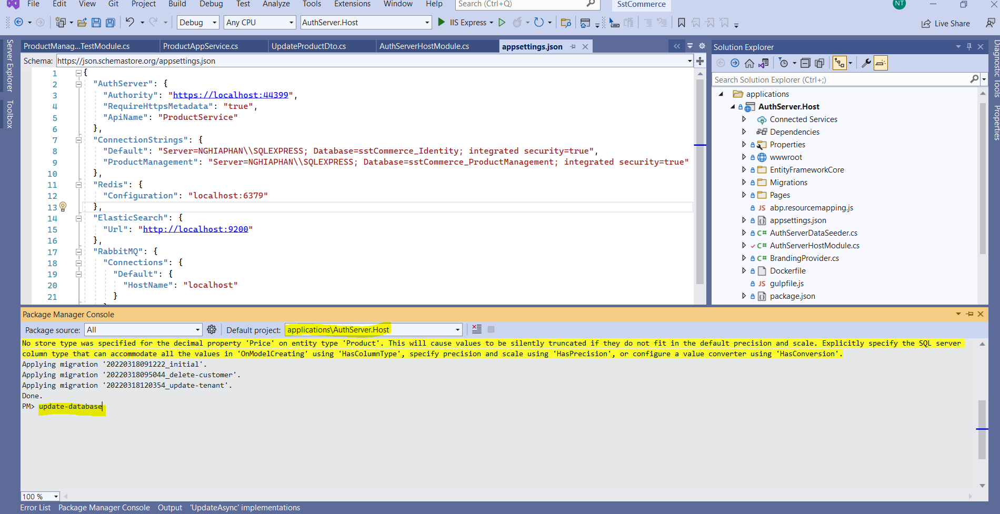 File Edit View Git Project Build Debug Test Analyze Tools Extensions Window Help Search (Ctrl+Q) SstCommerce NT
Debug Any CPU AuthServer.Host IIS Express Live Share
Server Explorer
Toolbox
ProductManag...TestModule.cs ProductAppService.cs UpdateProductDto.cs AuthServerHostModule.cs appsettings.json
Schema: https://json.schemastore.org/appsettings.json
1 {
2 "AuthServer": {
3 "Authority": "https://localhost:44399",
4 "RequireHttpsMetadata": "true",
5 "ApiName": "ProductService"
6 },
7 "ConnectionStrings": {
8 "Default": "Server=NGHIAPHAN\\SQLEXPRESS; Database=sstCommerce_Identity; integrated security=true",
9 "ProductManagement": "Server=NGHIAPHAN\\SQLEXPRESS; Database=sstCommerce_ProductManagement; integrated security=true"
10 },
11 "Redis": {
12 "Configuration": "localhost:6379"
13 },
14 "ElasticSearch": {
15 "Url": "http://localhost:9200"
16 },
17 "RabbitMQ": {
18 "Connections": {
19 "Default": {
20 "HostName": "localhost"
21 }
Solution Explorer
Search Solution Explorer (Ctrl+;)
applications
AuthServer.Host
Connected Services
Dependencies
Properties
wwwroot
EntityFrameworkCore
Migrations
Pages
JS abp.resourcemapping.js
appsettings.json
C# AuthServerDataSeeder.cs
C# AuthServerHostModule.cs
C# BrandingProvider.cs
Dockerfile
JS gulpfile.js
package.json
Diagnostic Tools
Properties
Package Manager Console
Package source: All Default project: applications\AuthServer.Host
No store type was specified for the decimal property 'Price' on entity type 'Product'. This will cause values to be silently truncated if they do not fit in the default precision and scale. Explicitly specify the SQL server
column type that can accommodate all the values in 'OnModelCreating' using 'HasColumnType', specify precision and scale using 'HasPrecision', or configure a value converter using 'HasConversion'.
Applying migration '20220318091222_initial'.
Applying migration '20220318095044_delete-customer'.
Applying migration '20220318120354_update-tenant'.
Done.
PM> update-database
100 %
Error List Package Manager Console Output 'UpdateAsync' implementations